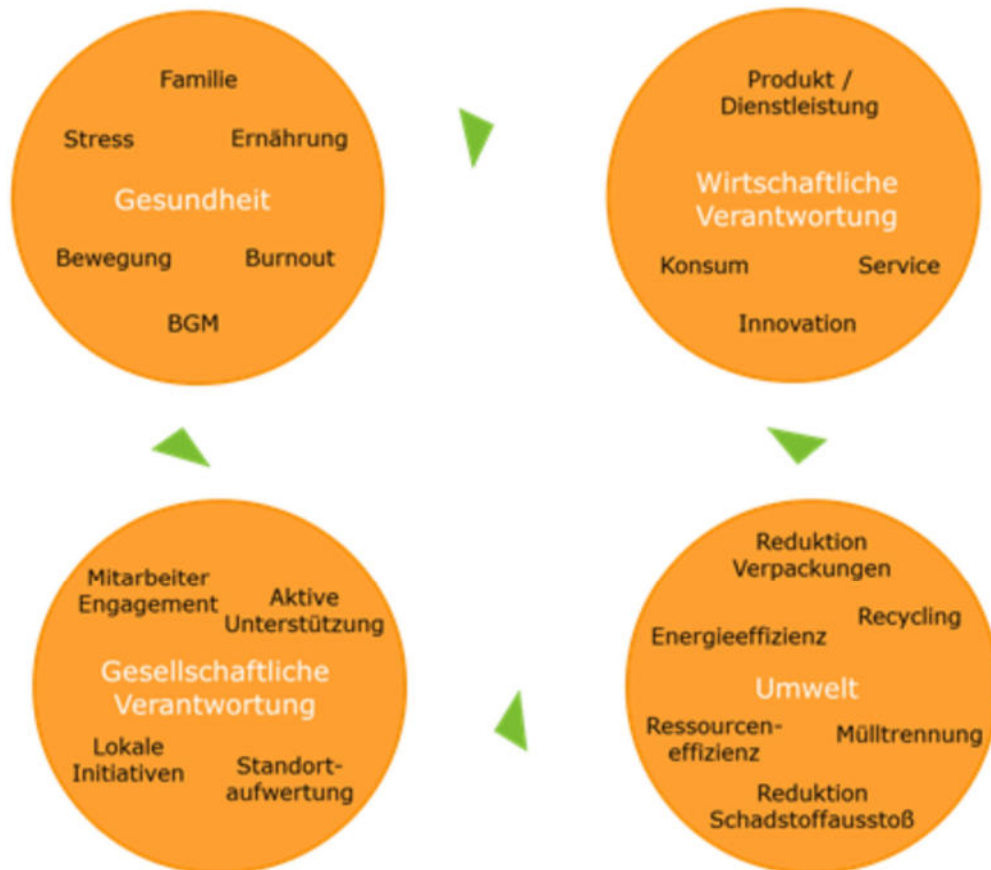 Familie
Stress
Ernährung
Gesundheit
Bewegung
Burnout
BGM
Produkt /
Dienstleistung
Wirtschaftliche
Verantwortung
Konsum
Service
Innovation
Mitarbeiter
Engagement
Aktive
Unterstützung
Gesellschaftliche
Verantwortung
Lokale
Initiativen
Standort-
aufwertung
Reduktion
Verpackungen
Recycling
Energieeffizienz
Umwelt
Ressourcen-
effizienz
Mülltrennung
Reduktion
Schadstoffausstoß